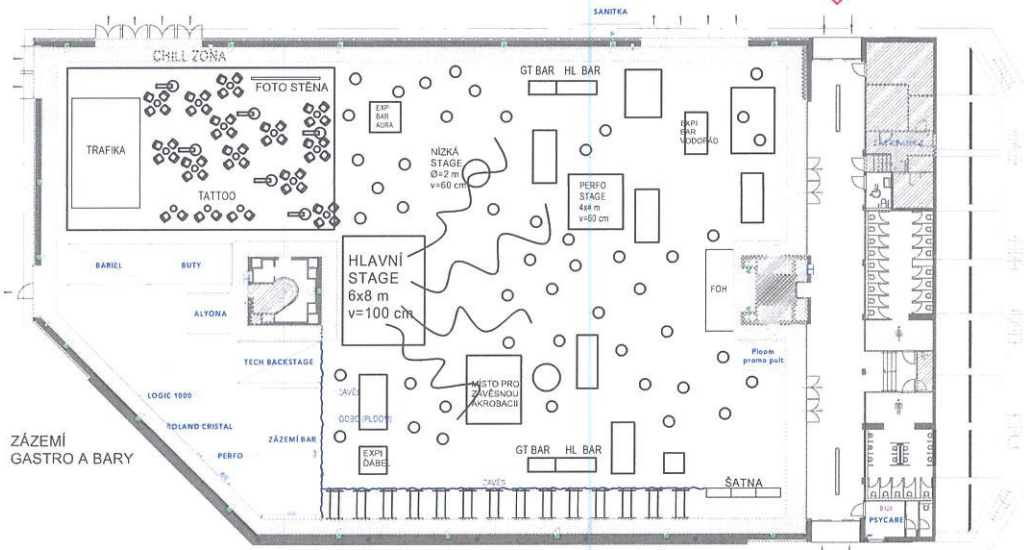 SANITKA
CHILL ZÓNA
FOTO STĚNA
TRAFIKA
TATTOO
GT BAR HL BAR
EXPI
BAR
AURA
NÍZKÁ
STAGE
Ø=2 m
v=60 cm
EXPI
BAR
VODOPÁD
PERFO
STAGE
4x4 m
v=80 cm
HLAVNÍ
STAGE
6x8 m
v=100 cm
BARIEL
BUTY
ALYONA
FOH
TECH BACKSTAGE
Ploom
promo pult
MÍSTO PRO
ZÁVĚSNOU
AKROBACII
LOGIC 1000
ROLAND CRISTAL
ZÁZEMÍ BAR
PERFO
ZÁZEMÍ
GASTRO A BARY
EXPI
ĎÁBEL
GT BAR HL BAR
ZÁVĚS
ŠATNA
PSYCARE